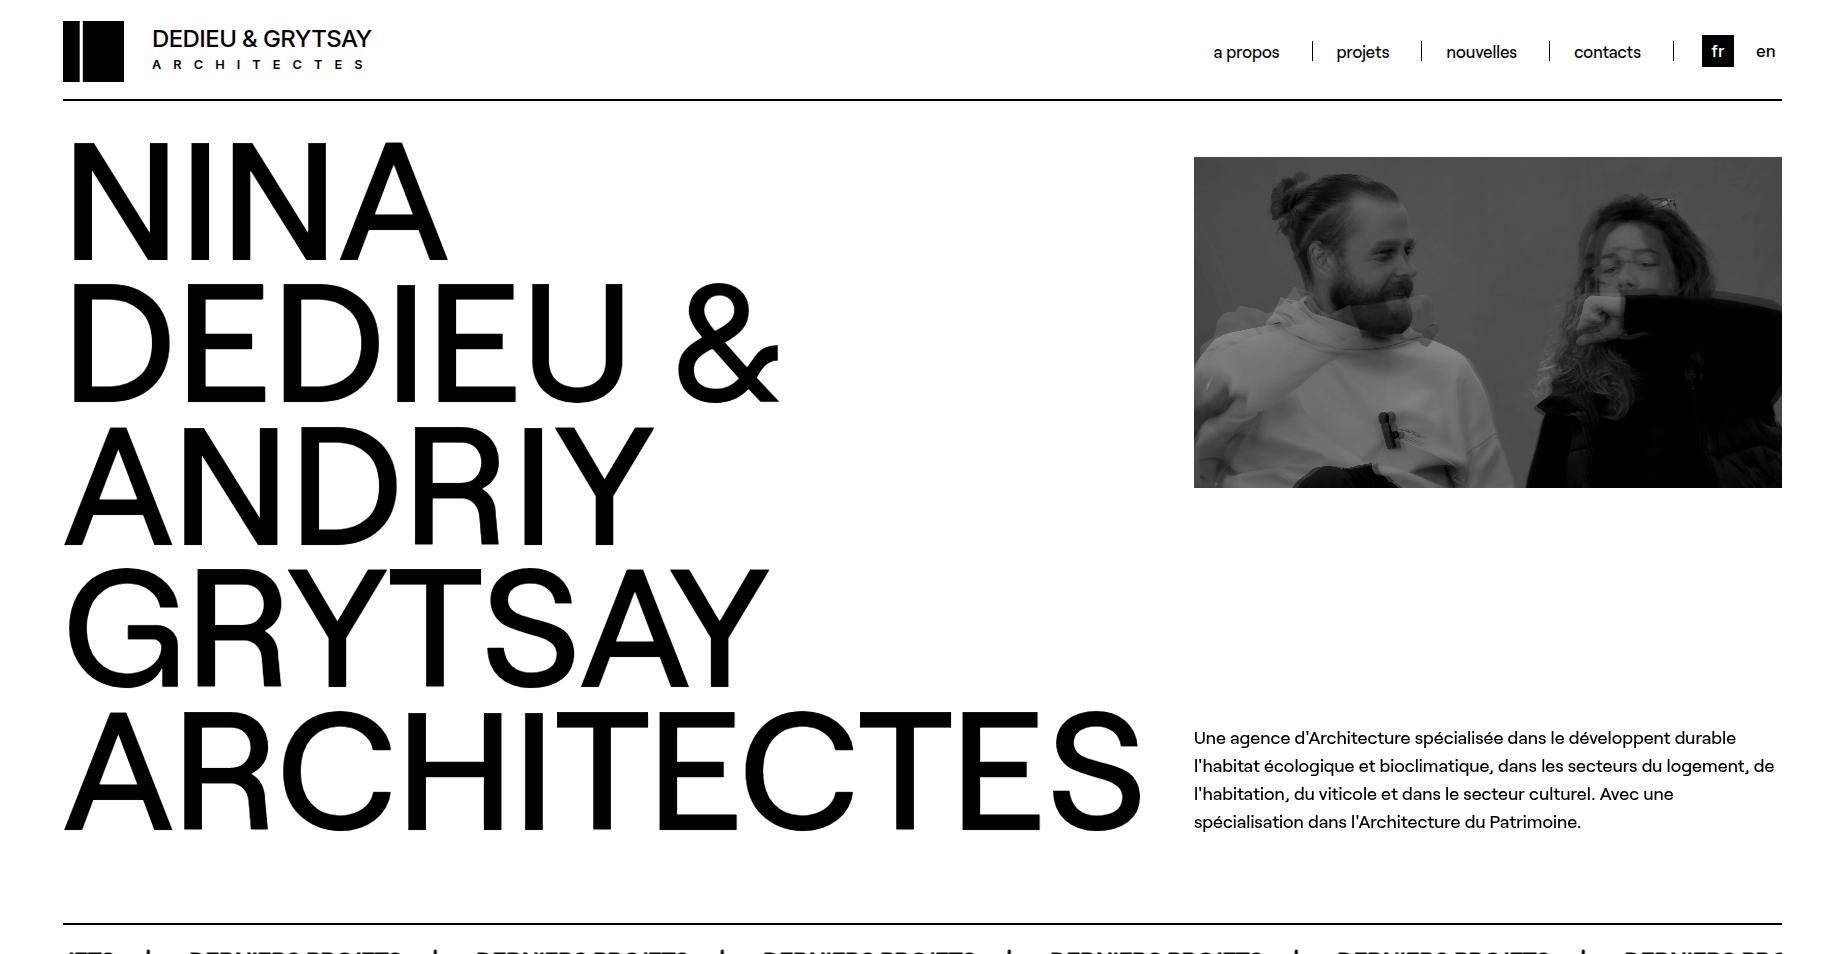 DEDIEU & GRYTSAY
ARCHITECTES
a propos
projets
nouvelles
contacts
fr
en
NINA
DEDIEU &
ANDRIY
GRYTSAY
ARCHITECTES
Une agence d'Architecture spécialisée dans le développent durable
l'habitat écologique et bioclimatique, dans les secteurs du logement, de
l'habitation, du viticole et dans le secteur culturel. Avec une
spécialisation dans l'Architecture du Patrimoine.